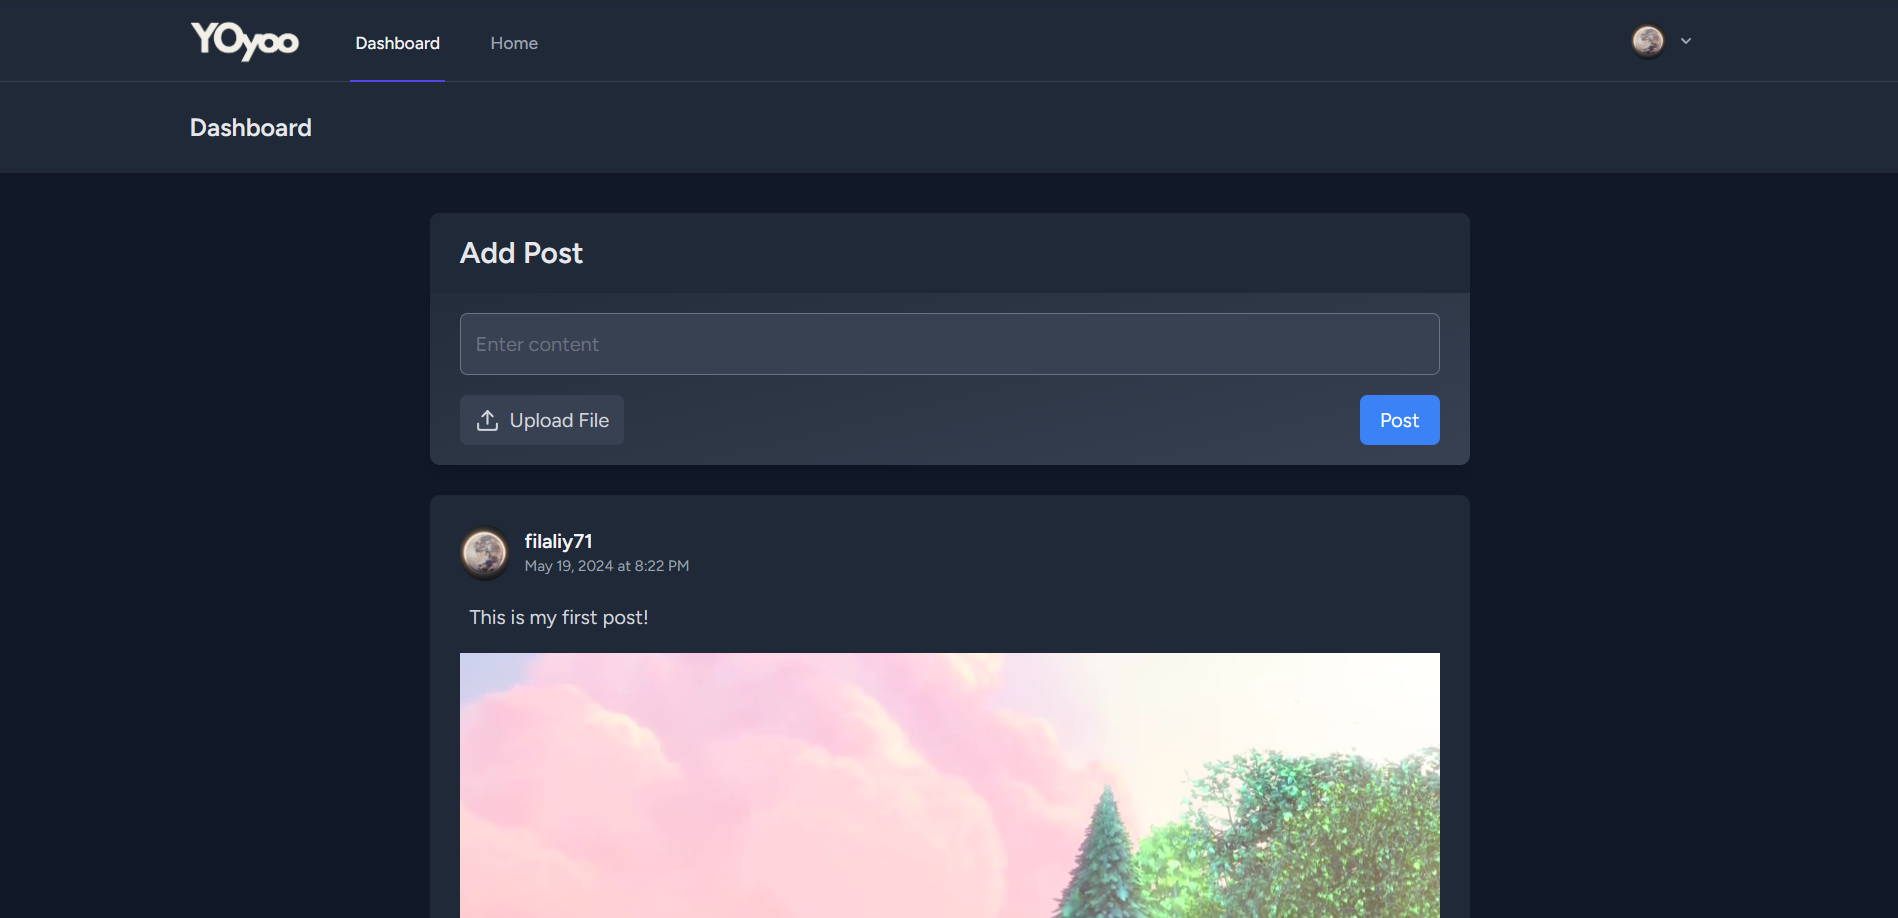 YOyoo
Dashboard
Home
Dashboard
Add Post
Enter content
Upload File
Post
filaliy71
May 19, 2024 at 8:22 PM
This is my first post!